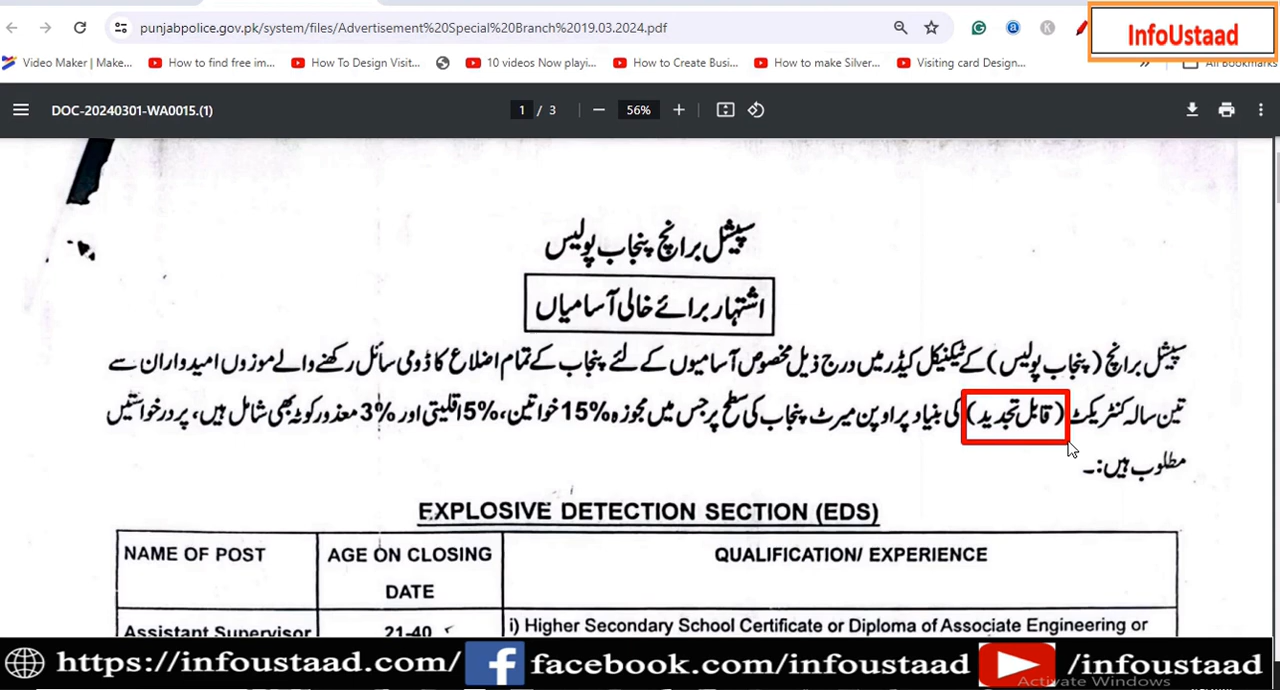 punjabpolice.gov.pk/system/files/Advertisement%20Special%20Branch%2019.03.2024.pdf
InfoUstaad
Video Maker | Make... How to find free im... How To Design Visit... 10 videos Now playi... How to Create Busi... How to make Silver... Visiting card Design... » All Bookmarks
DOC-20240301-WA0015.(1) 1 / 3 56%
سپیشل برانچ پنجاب پولیس
اشتہار برائے خالی آسامیاں
سپیشل برانچ (پنجاب پولیس) کے ٹیکنیکل کیڈر میں درج ذیل مخصوص آسامیوں کے لئے پنجاب کے تمام اضلاع کا ڈومی سائل رکھنے والے موزوں امیدواران سے
تین سالہ کنٹریکٹ (قابل تجدید) کی بنیاد پر اوپن میرٹ پنجاب کی سطح پر جس میں مجوزہ 15% خواتین، 5% اقلیتی اور 3% معذور کوٹہ بھی شامل ہیں، پر درخواستیں
مطلوب ہیں:۔
EXPLOSIVE DETECTION SECTION (EDS)
NAME OF POST AGE ON CLOSING DATE QUALIFICATION/ EXPERIENCE
Assistant Supervisor 21-40 i) Higher Secondary School Certificate or Diploma of Associate Engineering or
https://infoustaad.com/ facebook.com/infoustaad /infoustaad
Activate Windows